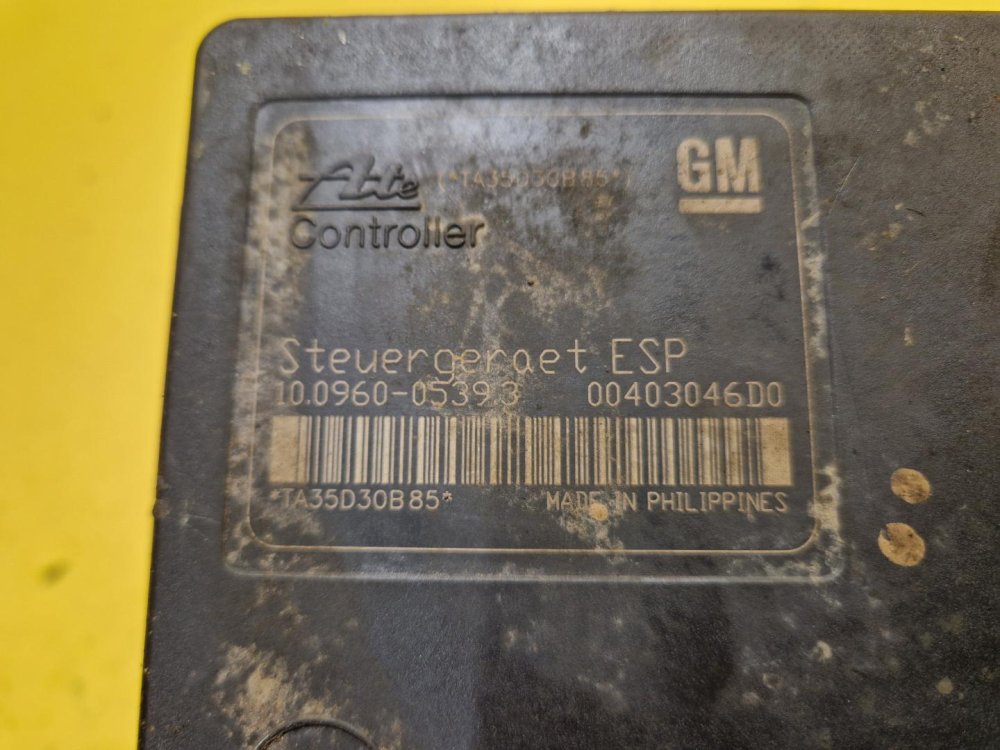 Ate (*TA35D30B85*
GM
Controller
Steuergeraet ESP
10.0960-0539.3 00403046D0
*TA35D30B85* MADE IN PHILIPPINES